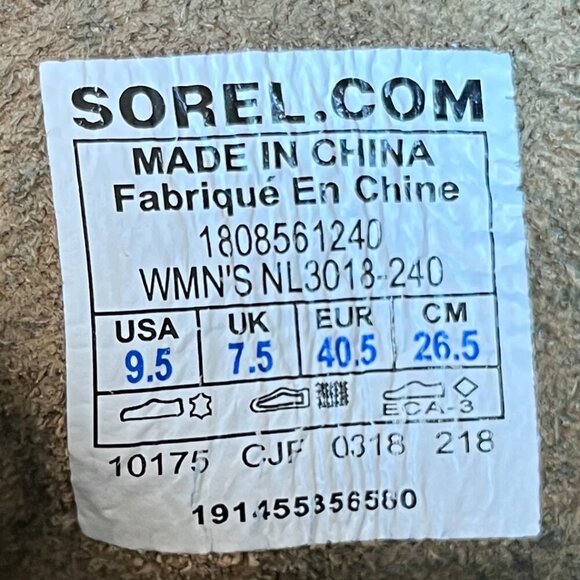 SOREL.COM
MADE IN CHINA
Fabriqué En Chine
1808561240
WMN'S NL3018-240
USA UK EUR CM
9.5 7.5 40.5 26.5
ECA-3
10175 CJF 0318 218